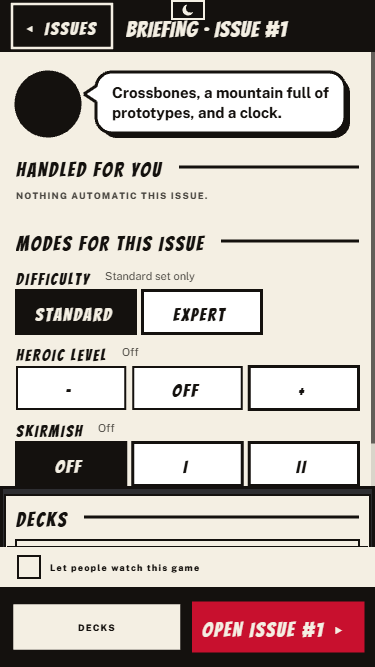 ◂ ISSUES
BRIEFING · ISSUE #1
Crossbones, a mountain full of
prototypes, and a clock.
HANDLED FOR YOU
NOTHING AUTOMATIC THIS ISSUE.
MODES FOR THIS ISSUE
DIFFICULTY Standard set only
STANDARD EXPERT
HEROIC LEVEL Off
- OFF +
SKIRMISH Off
OFF I II
DECKS
Let people watch this game
DECKS
OPEN ISSUE #1 ▸